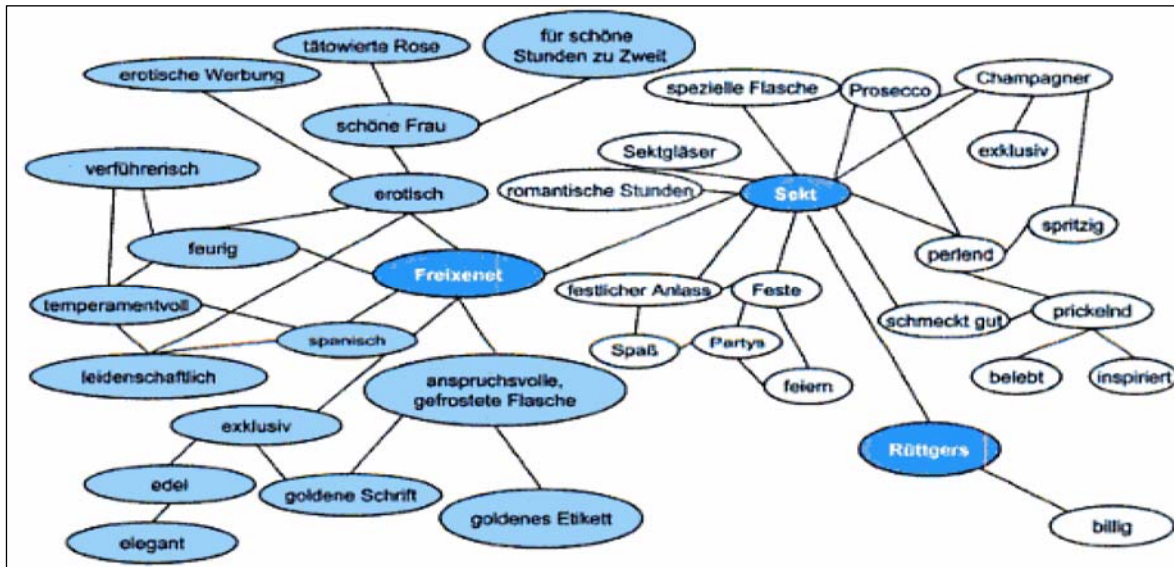 tätowierte Rose
für schöne
Stunden zu Zweit
erotische Werbung
schöne Frau
verführerisch
erotisch
feurig
Freixenet
temperamentvoll
spanisch
leidenschaftlich
anspruchsvolle,
gefrostete Flasche
exklusiv
edel
goldene Schrift
elegant
goldenes Etikett
spezielle Flasche
Prosecco
Champagner
exklusiv
Sektgläser
romantische Stunden
Sekt
spritzig
perlend
festlicher Anlass
Feste
schmeckt gut
prickelnd
Spaß
Partys
feiern
belebt
inspiriert
Rüttgers
billig